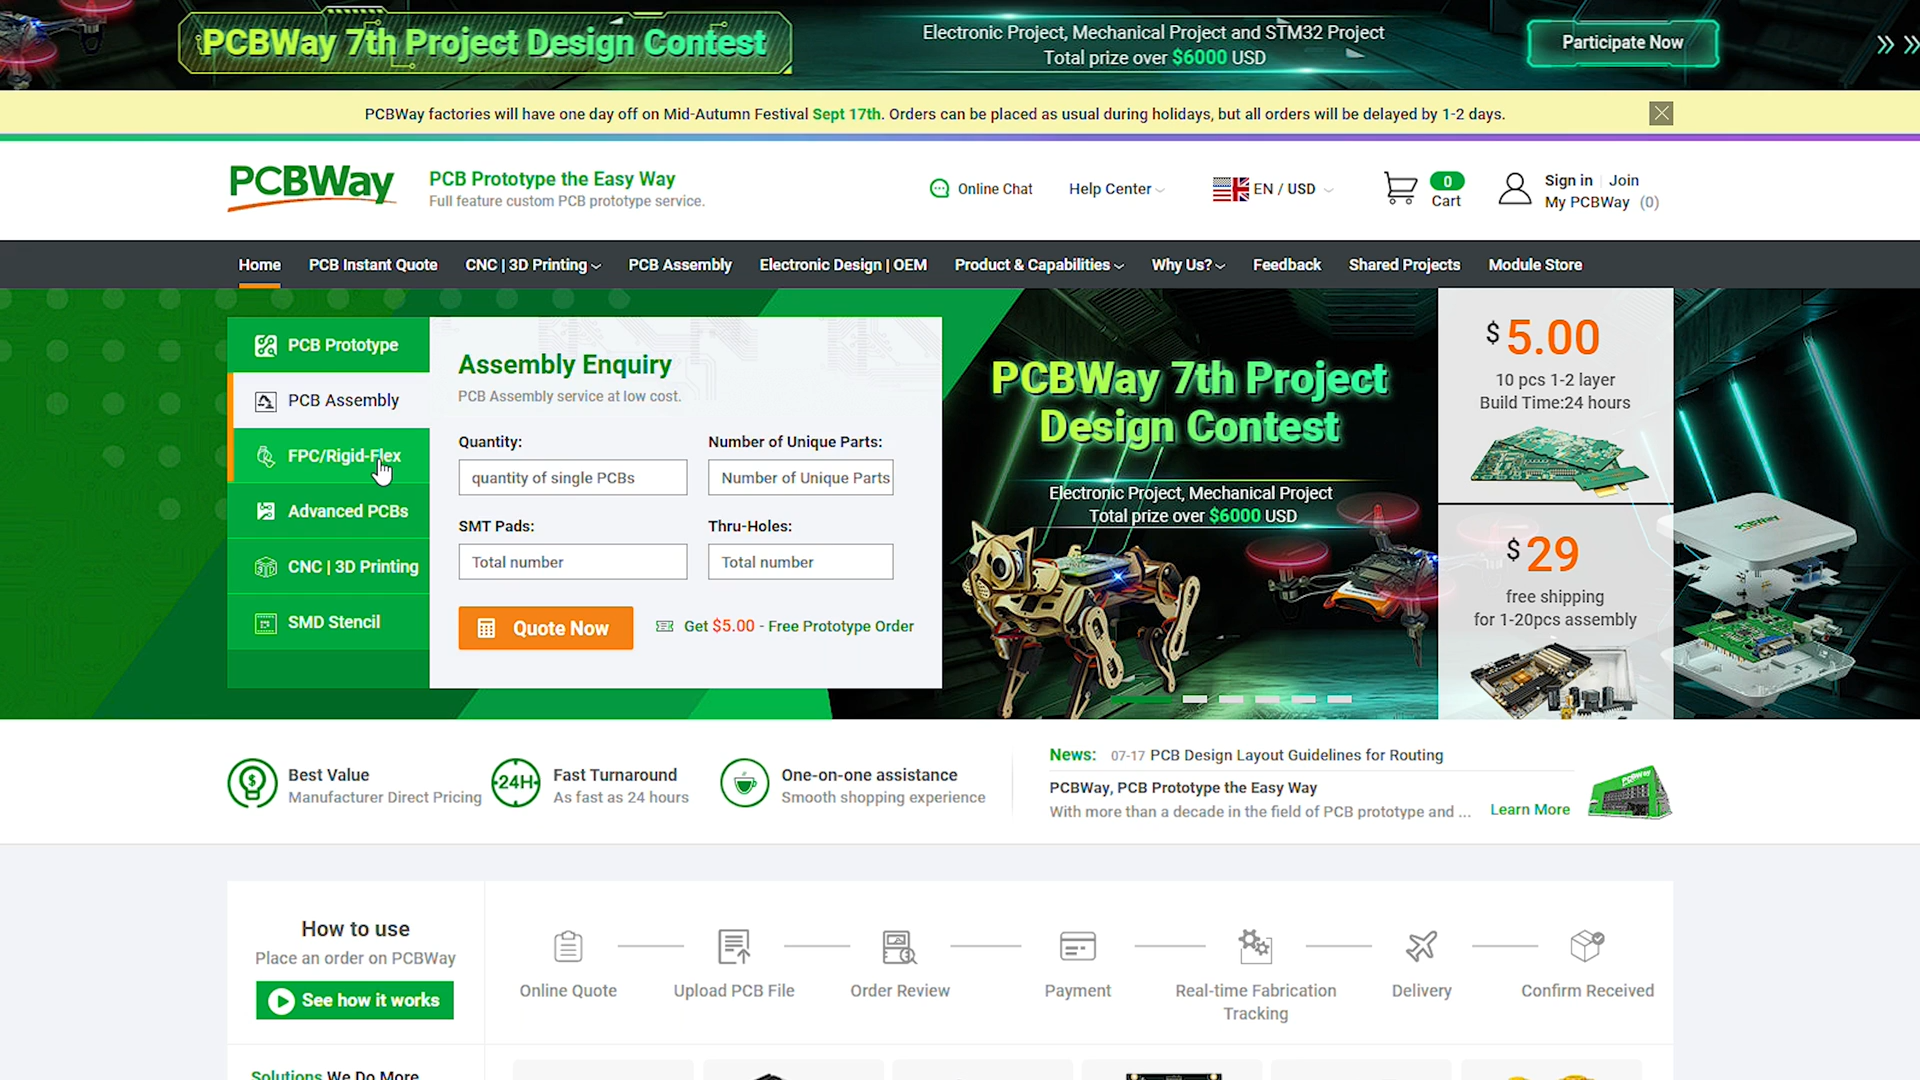 PCBWay 7th Project Design Contest
Electronic Project, Mechanical Project and STM32 Project
Total prize over $6000 USD
Participate Now
PCBWay factories will have one day off on Mid-Autumn Festival Sept 17th. Orders can be placed as usual during holidays, but all orders will be delayed by 1-2 days.
PCBWay
PCB Prototype the Easy Way
Full feature custom PCB prototype service.
Online Chat
Help Center
EN / USD
0
Cart
Sign in | Join
My PCBWay (0)
Home
PCB Instant Quote
CNC | 3D Printing
PCB Assembly
Electronic Design | OEM
Product & Capabilities
Why Us?
Feedback
Shared Projects
Module Store
PCB Prototype
PCB Assembly
FPC/Rigid-Flex
Advanced PCBs
CNC | 3D Printing
SMD Stencil
Assembly Enquiry
PCB Assembly service at low cost.
Quantity:
quantity of single PCBs
Number of Unique Parts:
Number of Unique Parts
SMT Pads:
Total number
Thru-Holes:
Total number
Quote Now
Get $5.00 - Free Prototype Order
PCBWay 7th Project
Design Contest
Electronic Project, Mechanical Project
Total prize over $6000 USD
$5.00
10 pcs 1-2 layer
Build Time:24 hours
$29
free shipping
for 1-20pcs assembly
PCBWay
Best Value
Manufacturer Direct Pricing
24H
Fast Turnaround
As fast as 24 hours
One-on-one assistance
Smooth shopping experience
News: 07-17 PCB Design Layout Guidelines for Routing
PCBWay, PCB Prototype the Easy Way
With more than a decade in the field of PCB prototype and ...
Learn More
PCBWay
How to use
Place an order on PCBWay
See how it works
Online Quote
Upload PCB File
Order Review
Payment
Real-time Fabrication
Tracking
Delivery
Confirm Received
Solutions We Do More